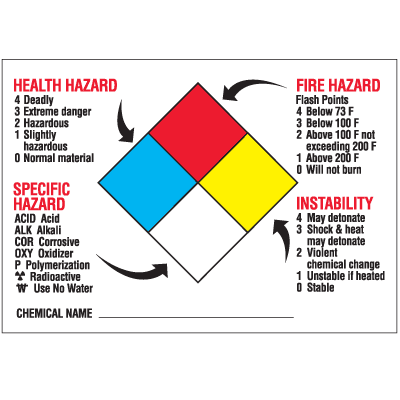 HEALTH HAZARD
4 Deadly
3 Extreme danger
2 Hazardous
1 Slightly
hazardous
0 Normal material
SPECIFIC
HAZARD
ACID Acid
ALK Alkali
COR Corrosive
OXY Oxidizer
P Polymerization
☢ Radioactive
W Use No Water
FIRE HAZARD
Flash Points
4 Below 73 F
3 Below 100 F
2 Above 100 F not
exceeding 200 F
1 Above 200 F
0 Will not burn
INSTABILITY
4 May detonate
3 Shock & heat
may detonate
2 Violent
chemical change
1 Unstable if heated
0 Stable
CHEMICAL NAME